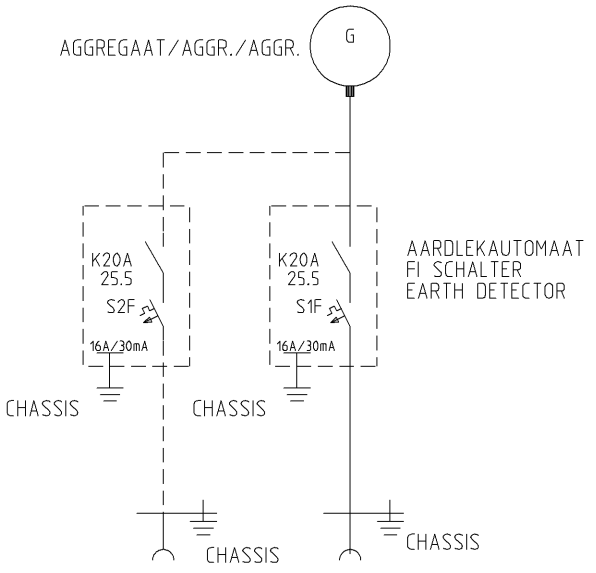 G
AGGREGAAT/AGGR./AGGR.
K20A
25.5
S2F
16A/30mA
K20A
25.5
S1F
16A/30mA
AARDLEKAUTOMAAT
FI SCHALTER
EARTH DETECTOR
CHASSIS
CHASSIS
CHASSIS
CHASSIS